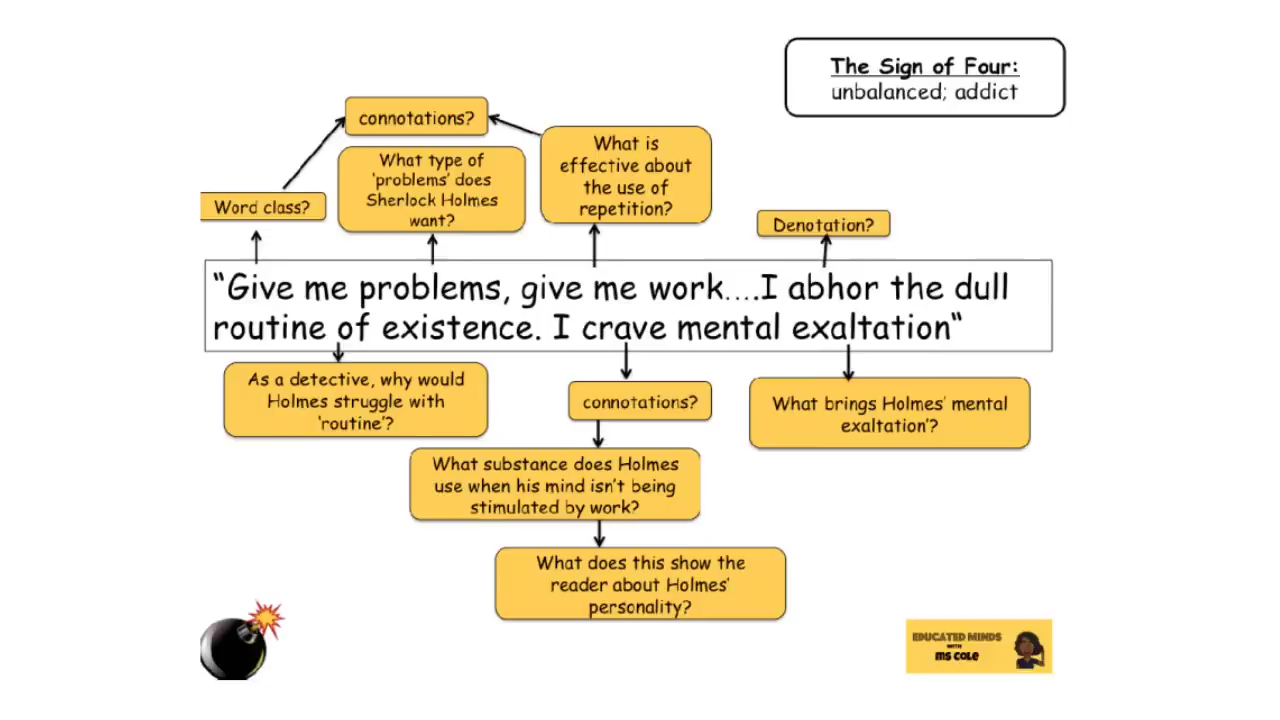 The Sign of Four:
unbalanced; addict
connotations?
What type of
‘problems’ does
Sherlock Holmes
want?
What is
effective about
the use of
repetition?
Word class?
Denotation?
“Give me problems, give me work....I abhor the dull
routine of existence. I crave mental exaltation“
As a detective, why would
Holmes struggle with
‘routine’?
connotations?
What brings Holmes’ mental
exaltation’?
What substance does Holmes
use when his mind isn’t being
stimulated by work?
What does this show the
reader about Holmes’
personality?
EDUCATED MINDS
WITH
MS COLE